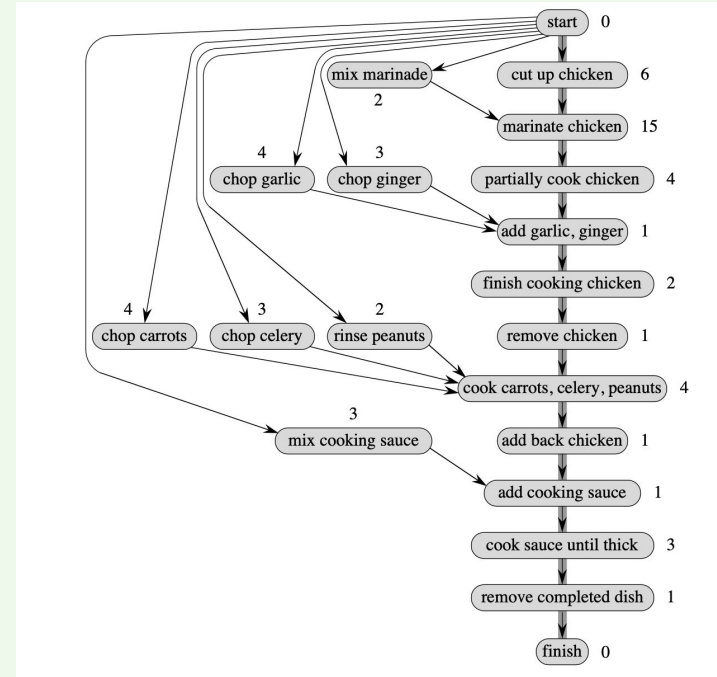 start 0
mix marinade cut up chicken 6
2
marinate chicken 15
4 3
chop garlic chop ginger partially cook chicken 4
add garlic, ginger 1
finish cooking chicken 2
4 3 2
chop carrots chop celery rinse peanuts remove chicken 1
cook carrots, celery, peanuts 4
3
mix cooking sauce add back chicken 1
add cooking sauce 1
cook sauce until thick 3
remove completed dish 1
finish 0